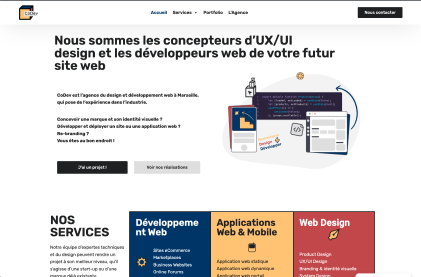 CoDev
Accueil Services Portfolio L'Agence
Nous contacter
Nous sommes les concepteurs d'UX/UI
design et les développeurs web de votre futur
site web
CoDev est l'agence du design et développement web à Marseille,
qui pose de l'expérience dans l'industrie.
Concevoir une marque et son identité visuelle ?
Développer et déployer un site ou une application web ?
Re-branding ?
Vous êtes au bon endroit !
J'ai un projet !
Voir nos réalisations
Design
Développer
NOS
SERVICES
Notre équipe d'expertes techniques
et du design peuvent rendre un
projet à son meilleur niveau, qu'il
s'agisse d'une start-up ou d'une
marque déjà existante.
Développeme
nt Web
Sites eCommerce
Marketplaces
Business Websites
Online Forums
Applications
Web & Mobile
Application web statique
Application web dynamique
Application web portail
Web Design
Product Design
UX/UI Design
Branding & Identité visuelle
System Design